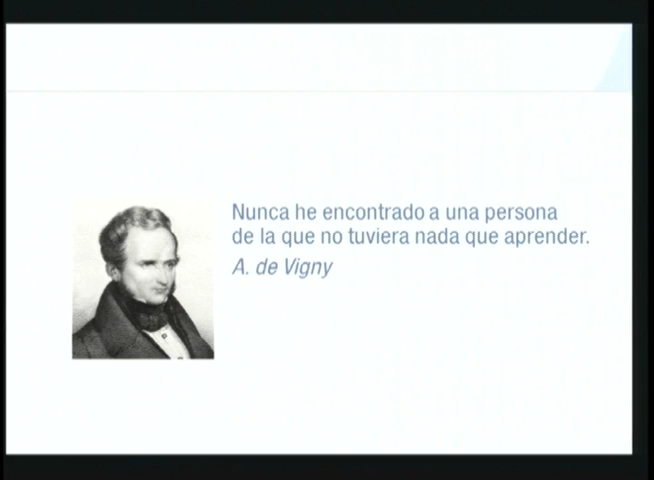 Nunca he encontrado a una persona
de la que no tuviera nada que aprender.
A. de Vigny